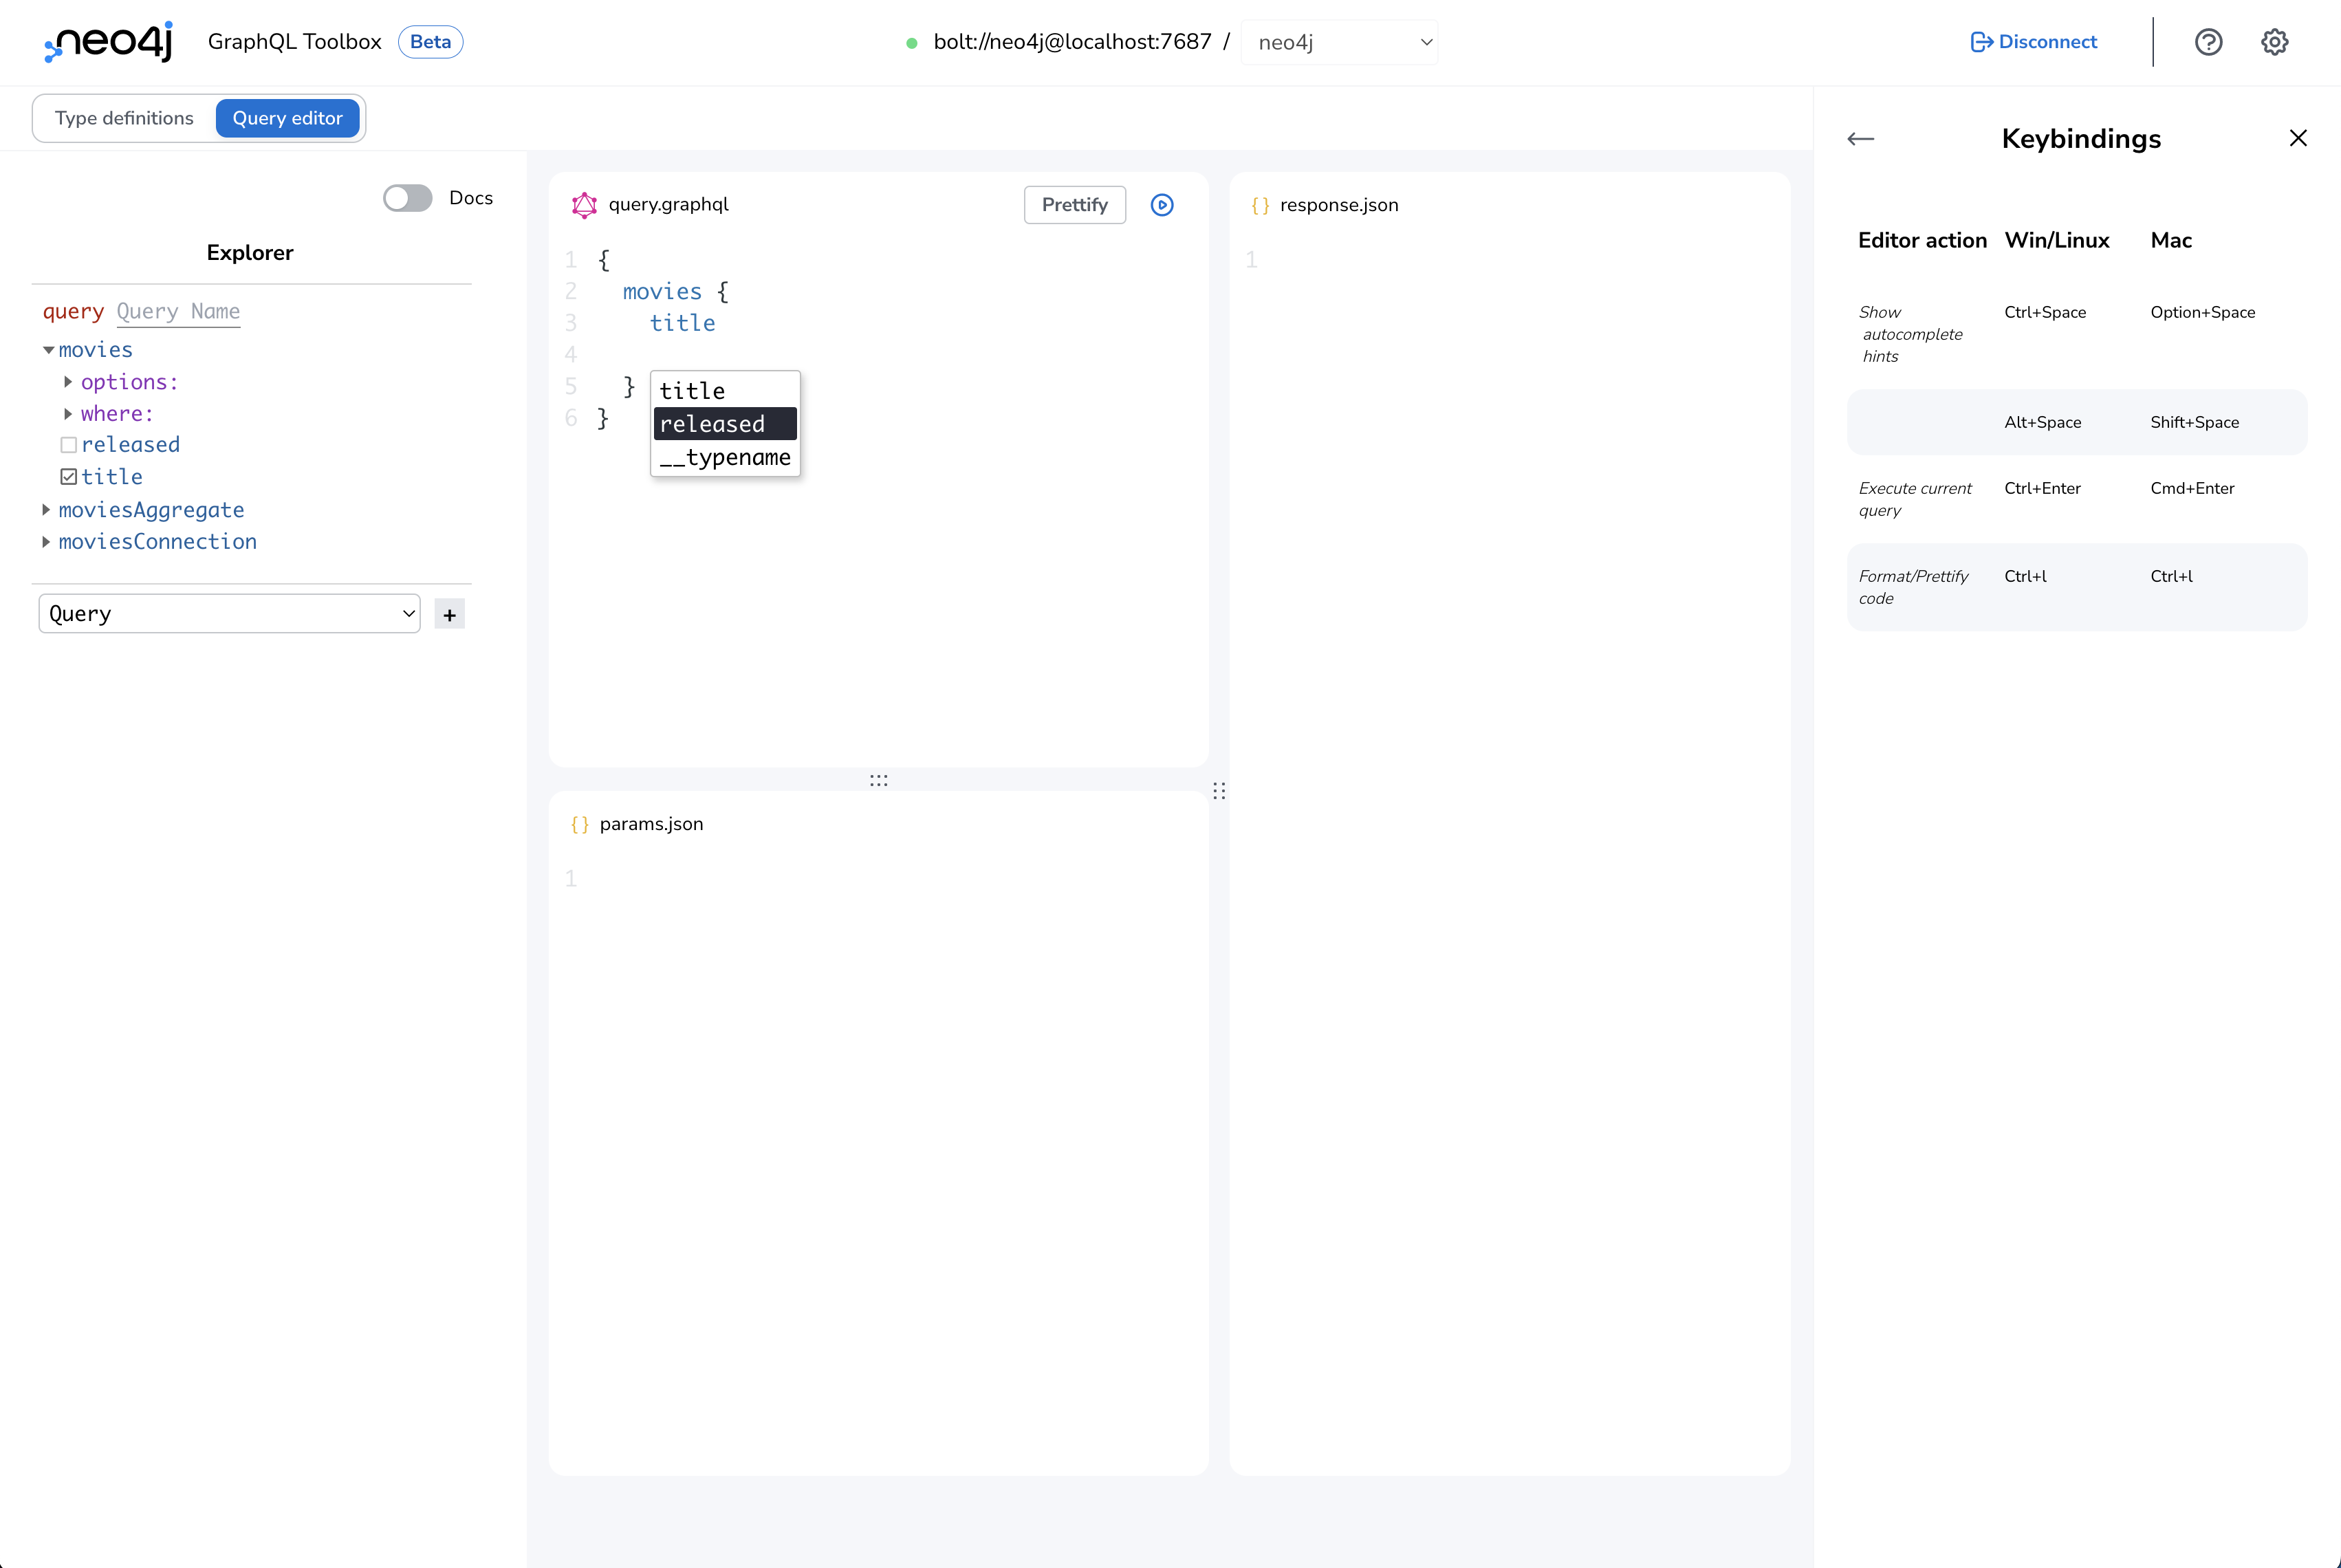 neo4j GraphQL Toolbox Beta bolt://neo4j@localhost:7687 / neo4j Disconnect
Type definitions Query editor
Docs
Explorer
query Query Name
movies
options:
where:
released
title
moviesAggregate
moviesConnection
Query +
query.graphql Prettify
1 {
2 movies {
3 title
4
5 }
6 }
title
released
__typename
params.json
1
{} response.json
1
Keybindings
Editor action Win/Linux Mac
Show Ctrl+Space Option+Space
autocomplete
hints
Alt+Space Shift+Space
Execute current Ctrl+Enter Cmd+Enter
query
Format/Prettify Ctrl+l Ctrl+l
code